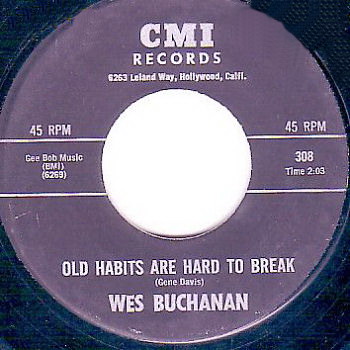 CMI
RECORDS
6263 Leland Way, Hollywood, Calif.
45 RPM
45 RPM
Gee Bob Music
(BMI)
(6269)
308
Time 2:03
OLD HABITS ARE HARD TO BREAK
(Gene Davis)
WES BUCHANAN